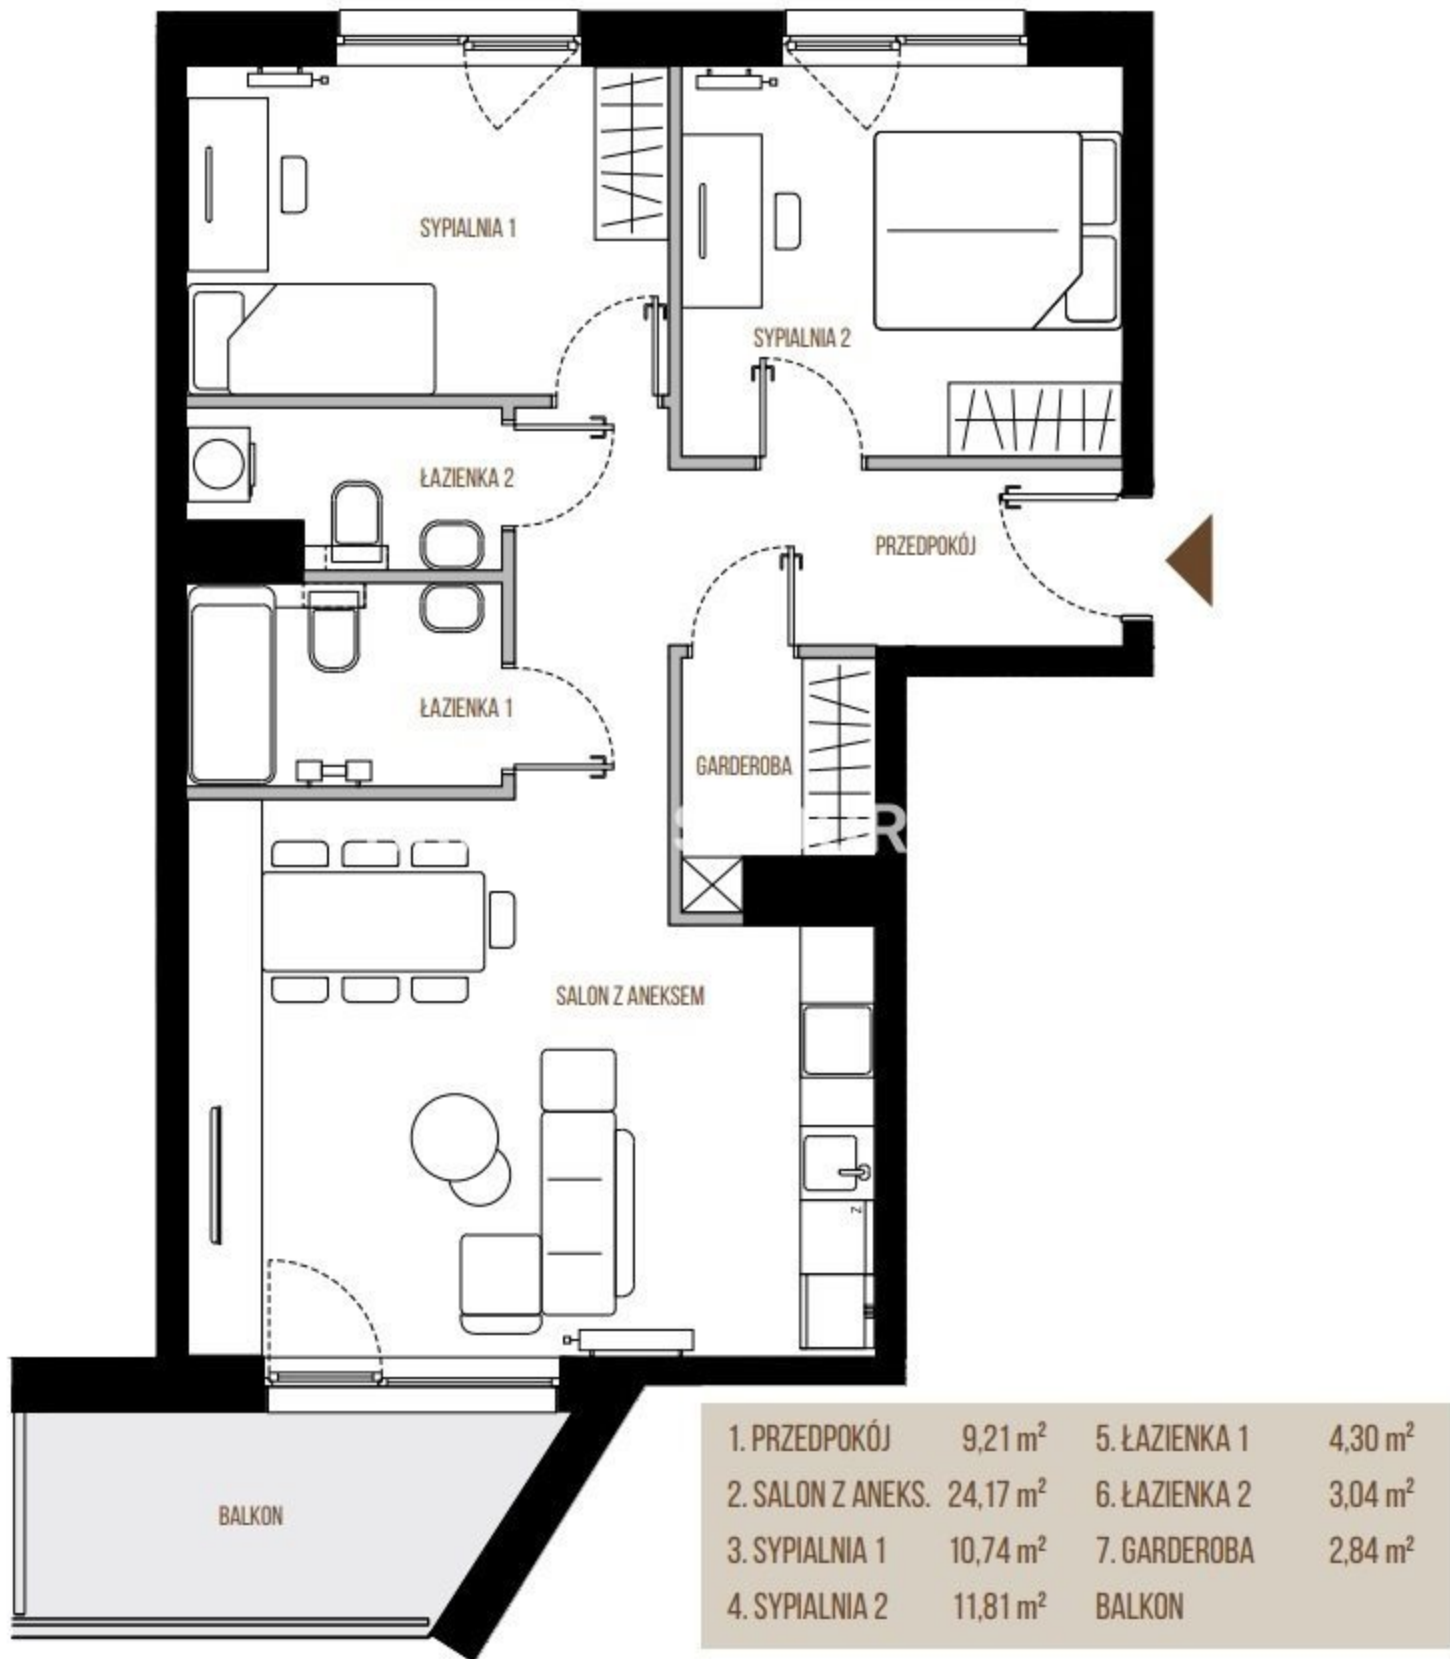 SYPIALNIA 1
SYPIALNIA 2
ŁAZIENKA 2
PRZEDPOKÓJ
ŁAZIENKA 1
GARDEROBA
SALON Z ANEKSEM
Z
BALKON
1. PRZEDPOKÓJ 9,21 m² 5. ŁAZIENKA 1 4,30 m²
2. SALON Z ANEKS. 24,17 m² 6. ŁAZIENKA 2 3,04 m²
3. SYPIALNIA 1 10,74 m² 7. GARDEROBA 2,84 m²
4. SYPIALNIA 2 11,81 m² BALKON